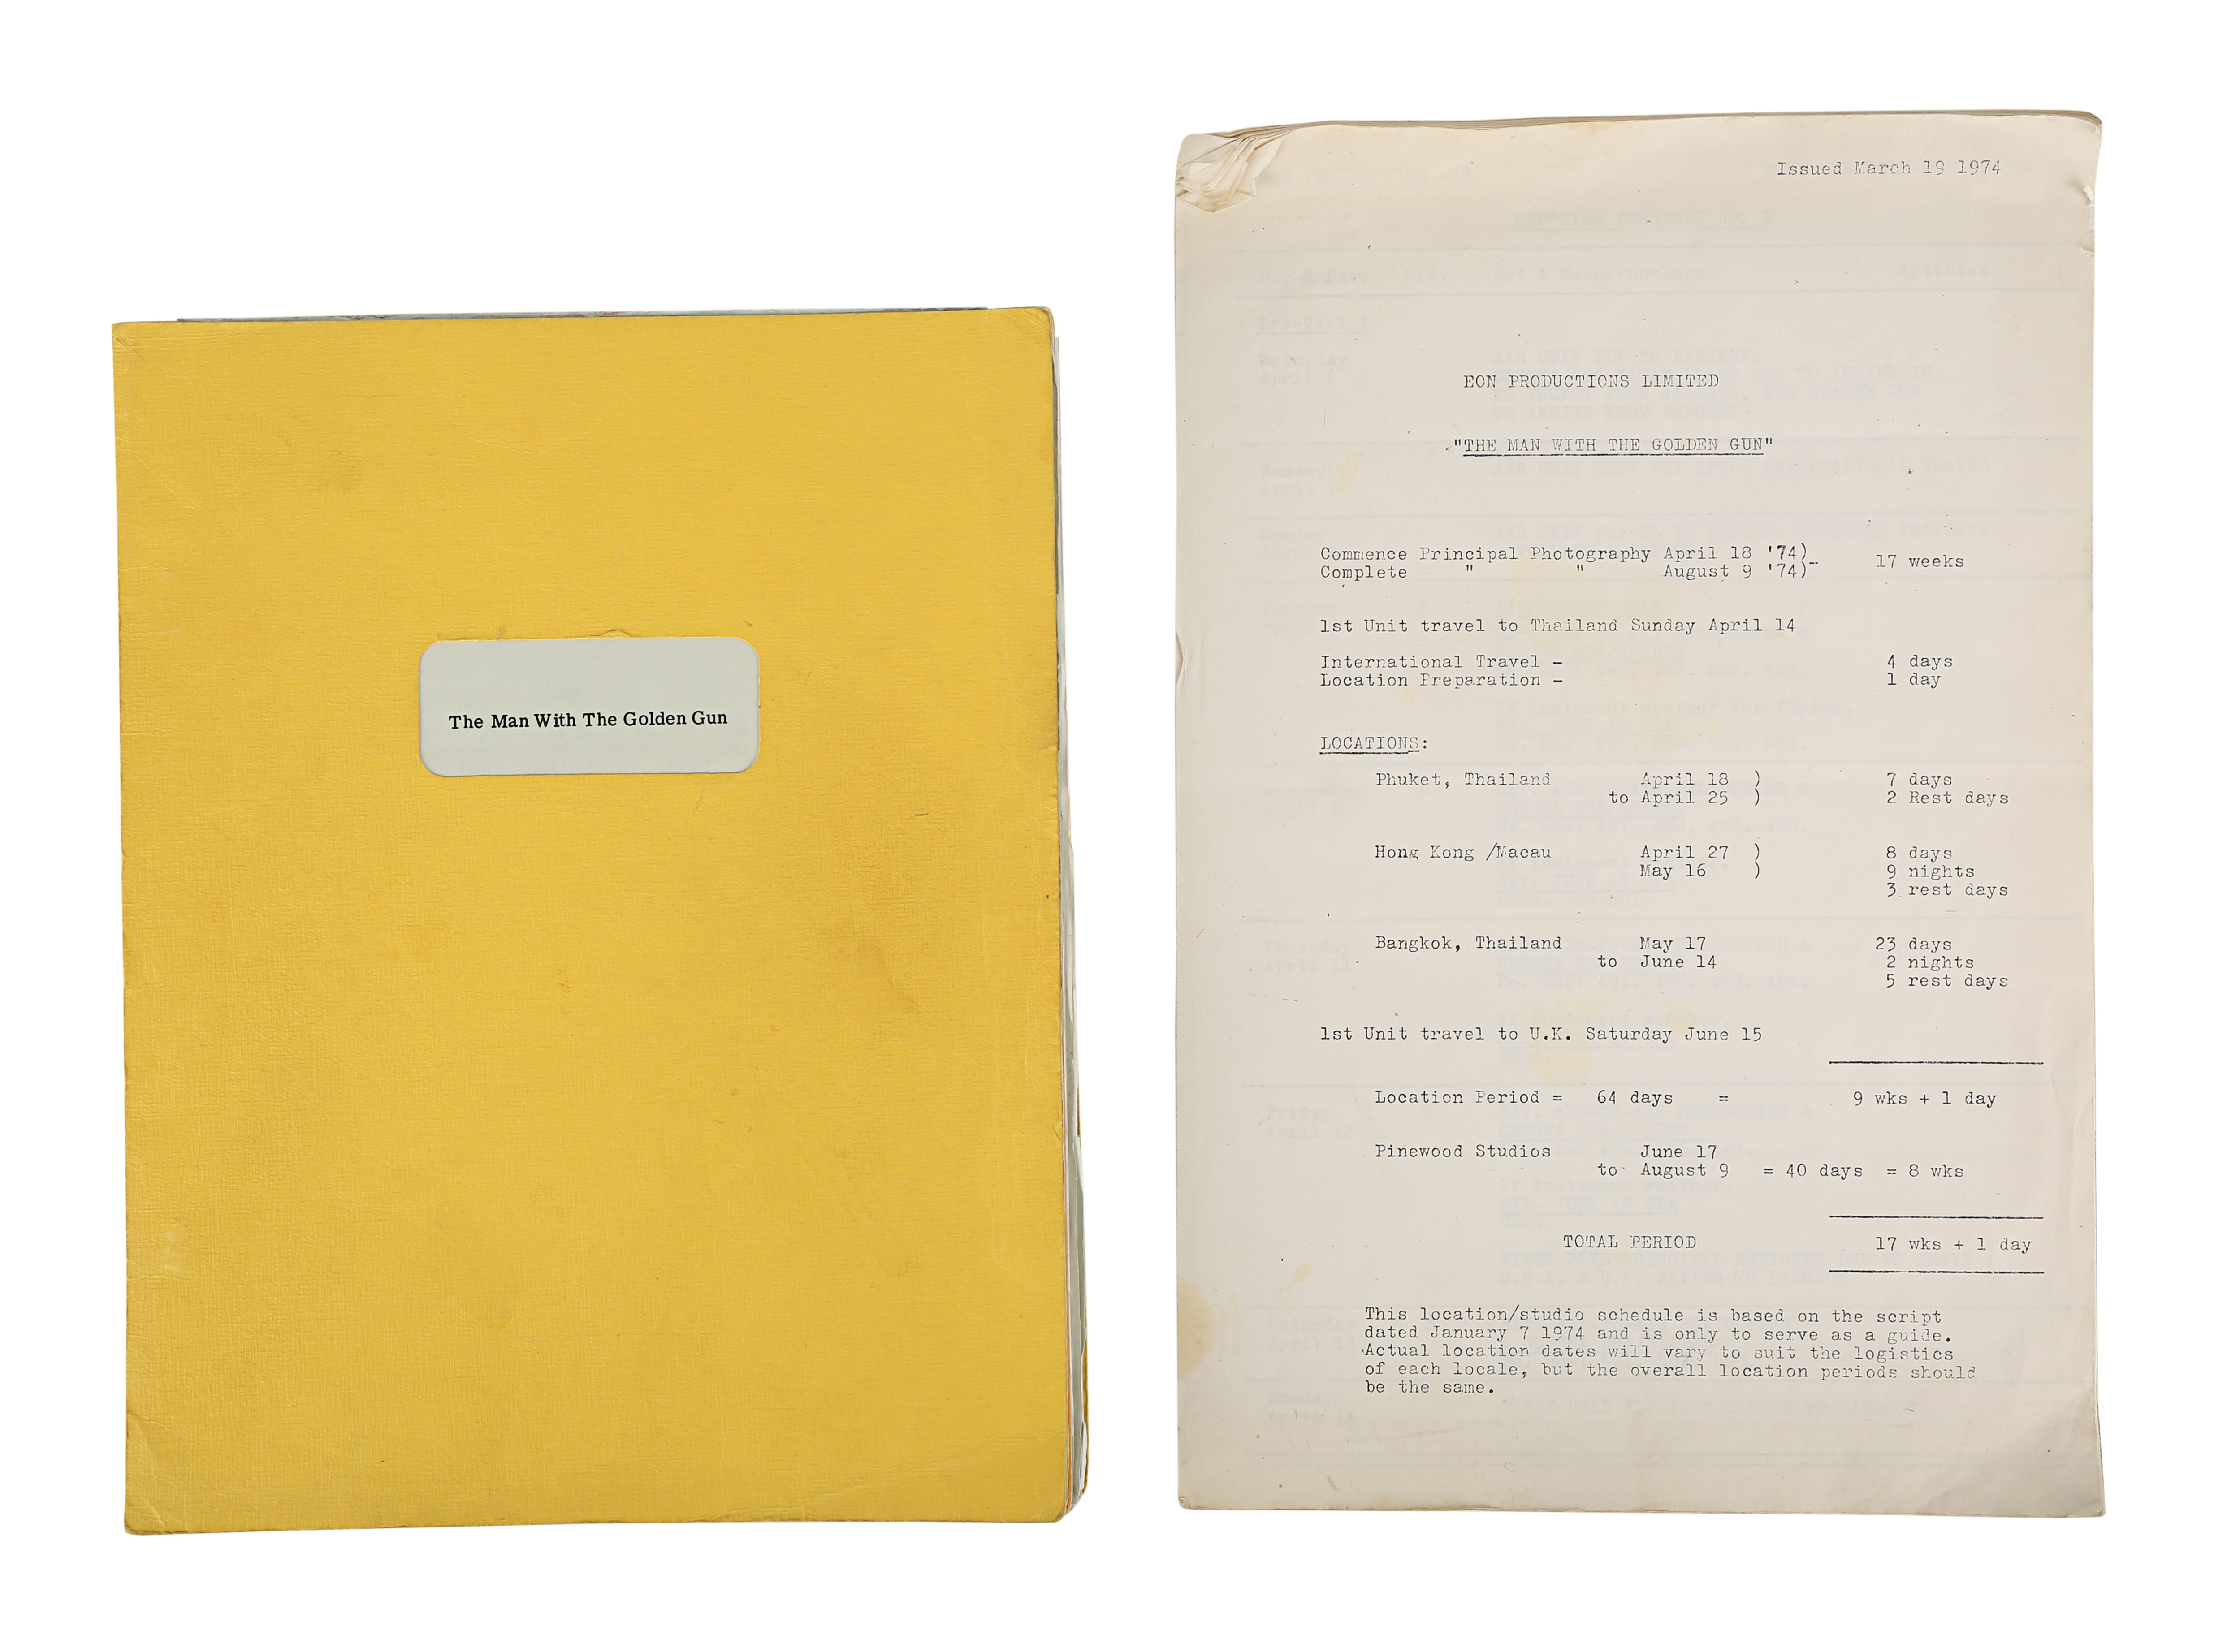 The Man With The Golden Gun
Issued March 19 1974
EON PRODUCTIONS LIMITED
"THE MAN WITH THE GOLDEN GUN"
Commence Principal Photography April 18 '74)
Complete " " August 9 '74)- 17 weeks
1st Unit travel to Thailand Sunday April 14
International Travel - 4 days
Location Preparation - 1 day
LOCATIONS:
Phuket, Thailand April 18 ) 7 days
to April 25 ) 2 Rest days
Hong Kong /Macau April 27 ) 8 days
May 16 ) 9 nights
3 rest days
Bangkok, Thailand May 17 23 days
to June 14 2 nights
5 rest days
1st Unit travel to U.K. Saturday June 15
Location Period = 64 days = 9 wks + 1 day
Pinewood Studios June 17
to August 9 = 40 days = 8 wks
TOTAL PERIOD 17 wks + 1 day
This location/studio schedule is based on the script
dated January 7 1974 and is only to serve as a guide.
Actual location dates will vary to suit the logistics
of each locale, but the overall location periods should
be the same.